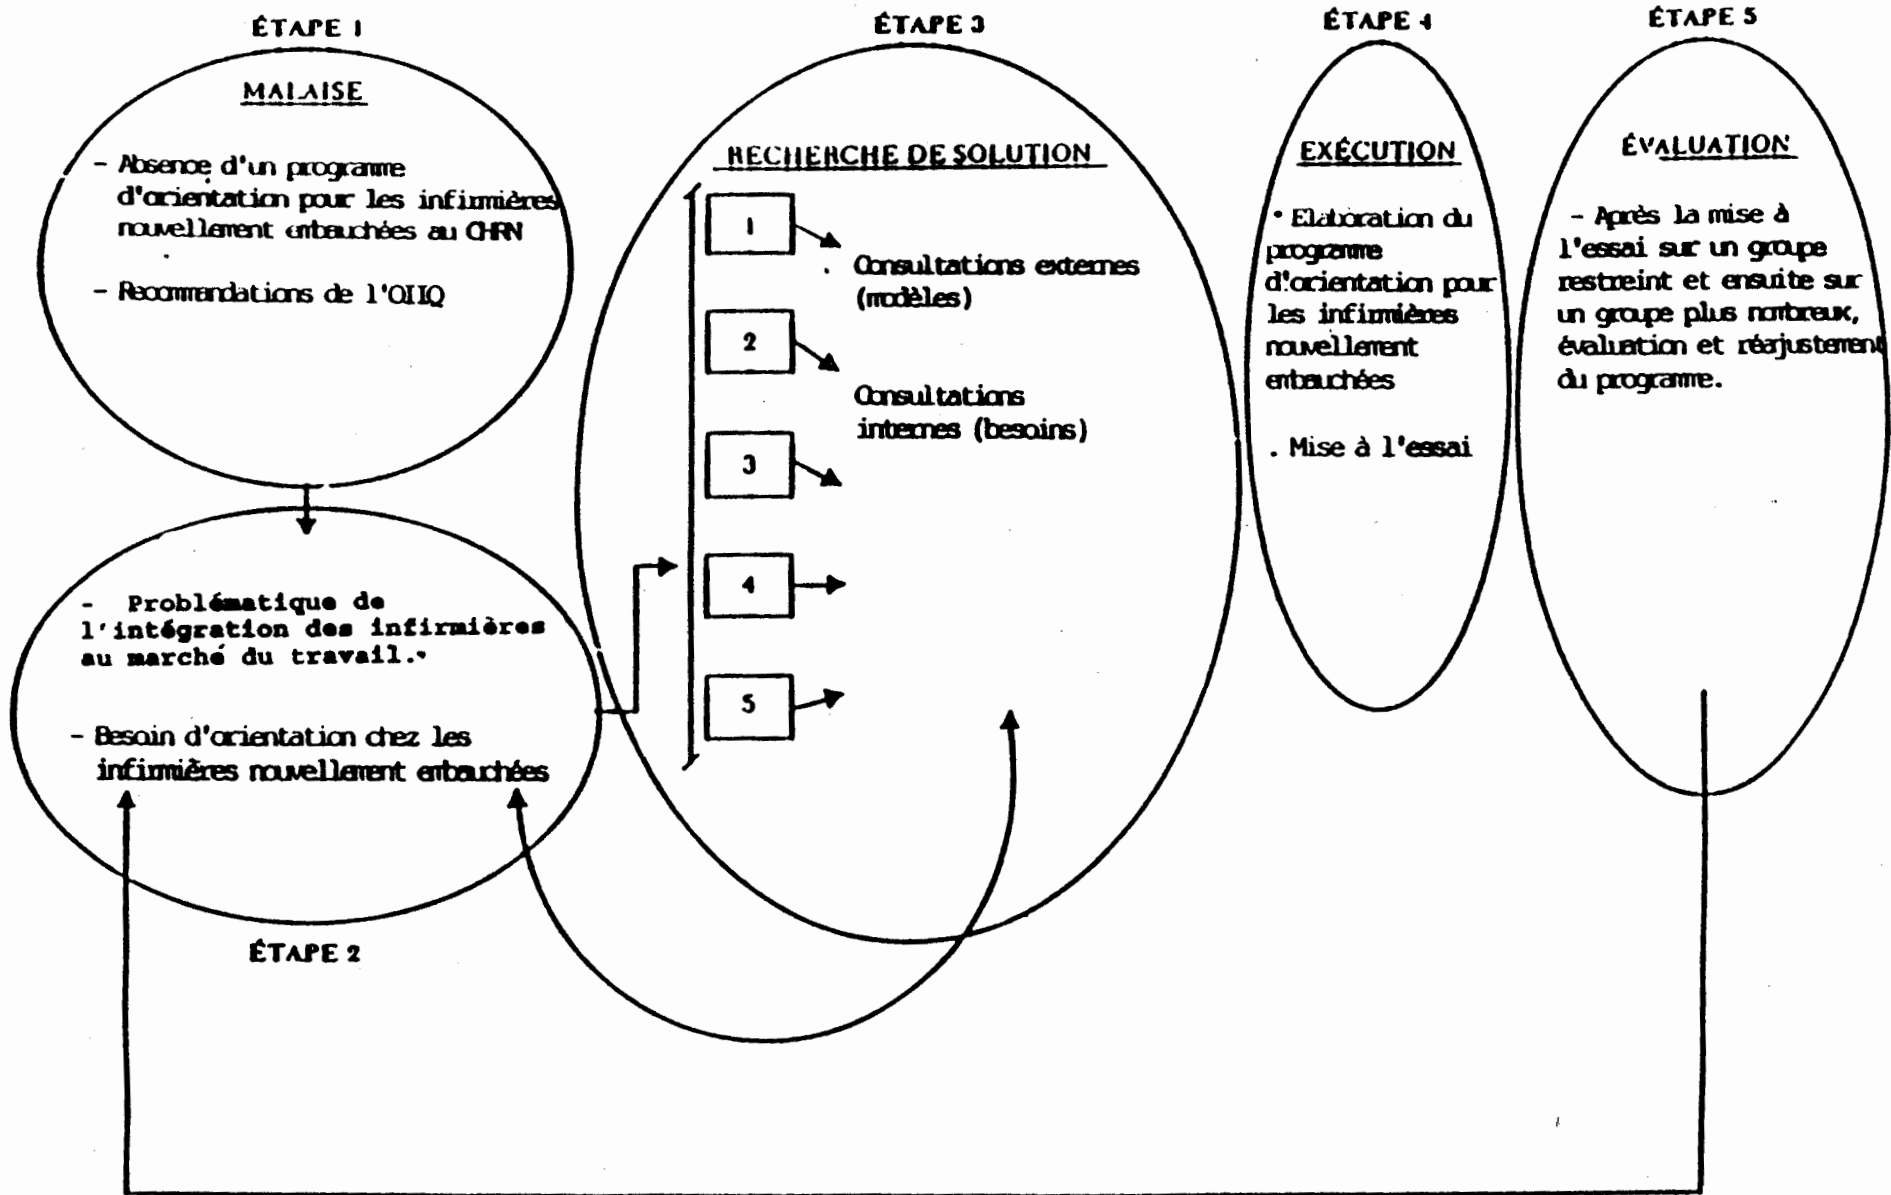 ÉTAPE 1
MALAISE
- Absence d'un programme
d'orientation pour les infirmières
nouvellement embauchées au CHRN
- Recommendations de l'OIIQ
- Problématique de
l'intégration des infirmières
au marché du travail.
- Besoin d'orientation chez les
infirmières nouvellement embauchées
ÉTAPE 2
ÉTAPE 3
RECHERCHE DE SOLUTION
1
Consultations externes
(modèles)
2
Consultations
internes (besoins)
3
4
5
ÉTAPE 4
EXÉCUTION
· Elaboration du
programme
d'orientation pour
les infirmières
nouvellement
embauchées
. Mise à l'essai
ÉTAPE 5
ÉVALUATION
- Après la mise à
l'essai sur un groupe
restreint et ensuite sur
un groupe plus nombreux,
évaluation et réajustement
du programme.